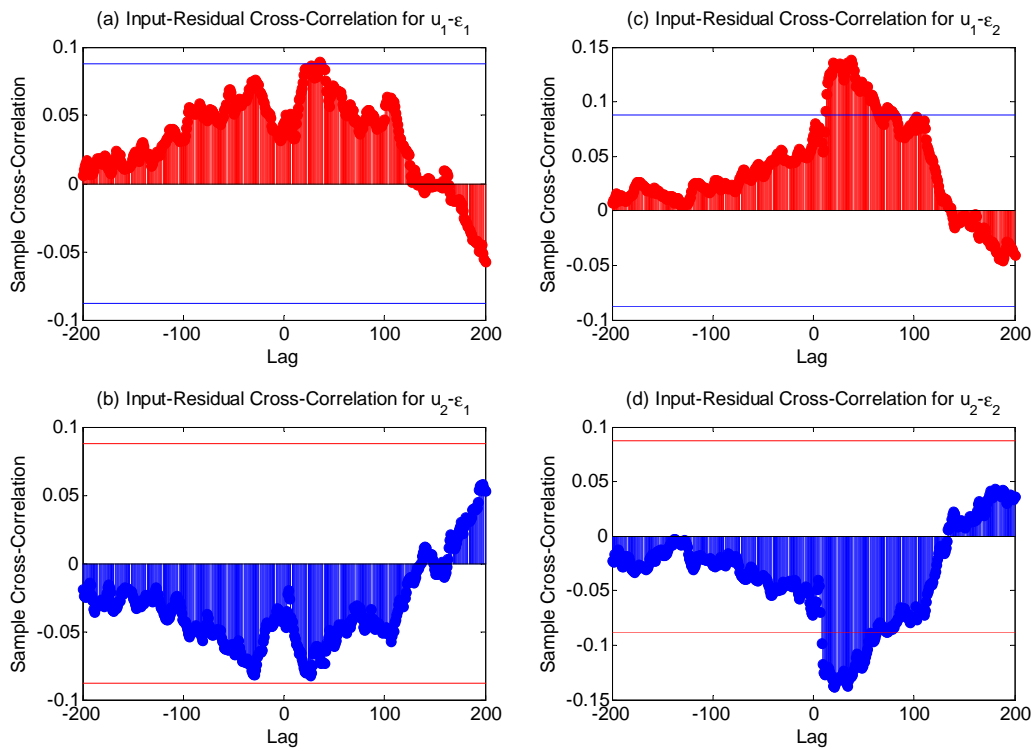 (a) Input-Residual Cross-Correlation for u₁-ε₁
0.1
0.05
0
-0.05
-0.1
Sample Cross-Correlation
-200 -100 0 100 200
Lag
(c) Input-Residual Cross-Correlation for u₁-ε₂
0.15
0.1
0.05
0
-0.05
-0.1
Sample Cross-Correlation
-200 -100 0 100 200
Lag
(b) Input-Residual Cross-Correlation for u₂-ε₁
0.1
0.05
0
-0.05
-0.1
Sample Cross-Correlation
-200 -100 0 100 200
Lag
(d) Input-Residual Cross-Correlation for u₂-ε₂
0.1
0.05
0
-0.05
-0.1
-0.15
Sample Cross-Correlation
-200 -100 0 100 200
Lag